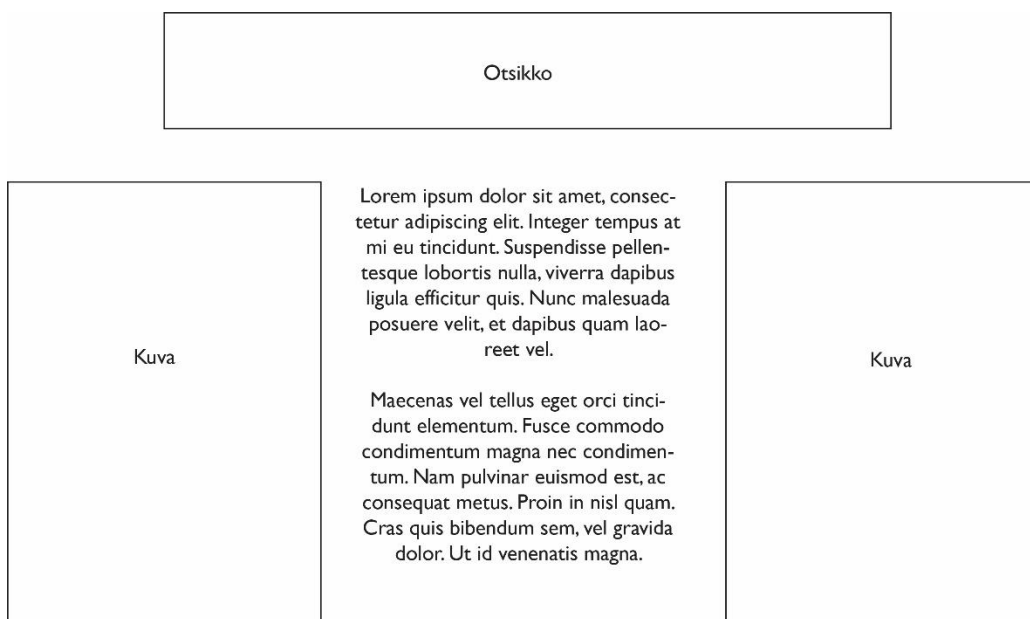 Otsikko
Kuva
Lorem ipsum dolor sit amet, consec-
tetur adipiscing elit. Integer tempus at
mi eu tincidunt. Suspendisse pellen-
tesque lobortis nulla, viverra dapibus
ligula efficitur quis. Nunc malesuada
posuere velit, et dapibus quam lao-
reet vel.
Maecenas vel tellus eget orci tinci-
dunt elementum. Fusce commodo
condimentum magna nec condimen-
tum. Nam pulvinar euismod est, ac
consequat metus. Proin in nisl quam.
Cras quis bibendum sem, vel gravida
dolor. Ut id venenatis magna.
Kuva